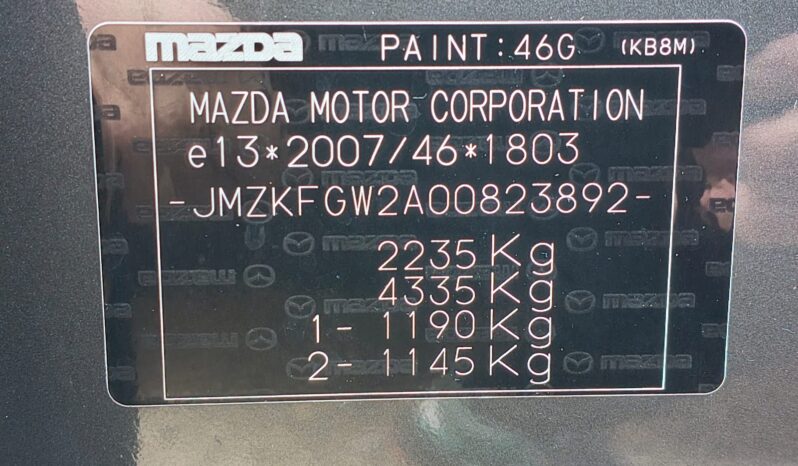 mazda PAINT:46G (KB8M)
MAZDA MOTOR CORPORATION
e13*2007/46*1803
-JMZKFGW2A00823892-
2235Kg
4335Kg
1-1190Kg
2-1145Kg